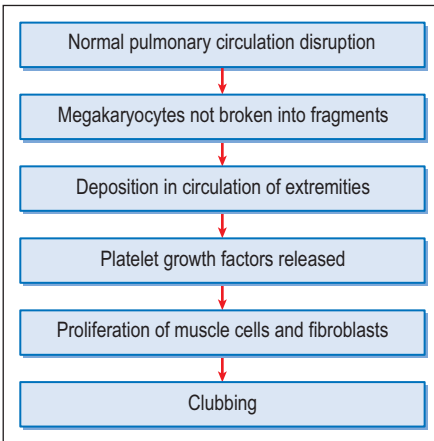 Normal pulmonary circulation disruption
Megakaryocytes not broken into fragments
Deposition in circulation of extremities
Platelet growth factors released
Proliferation of muscle cells and fibroblasts
Clubbing